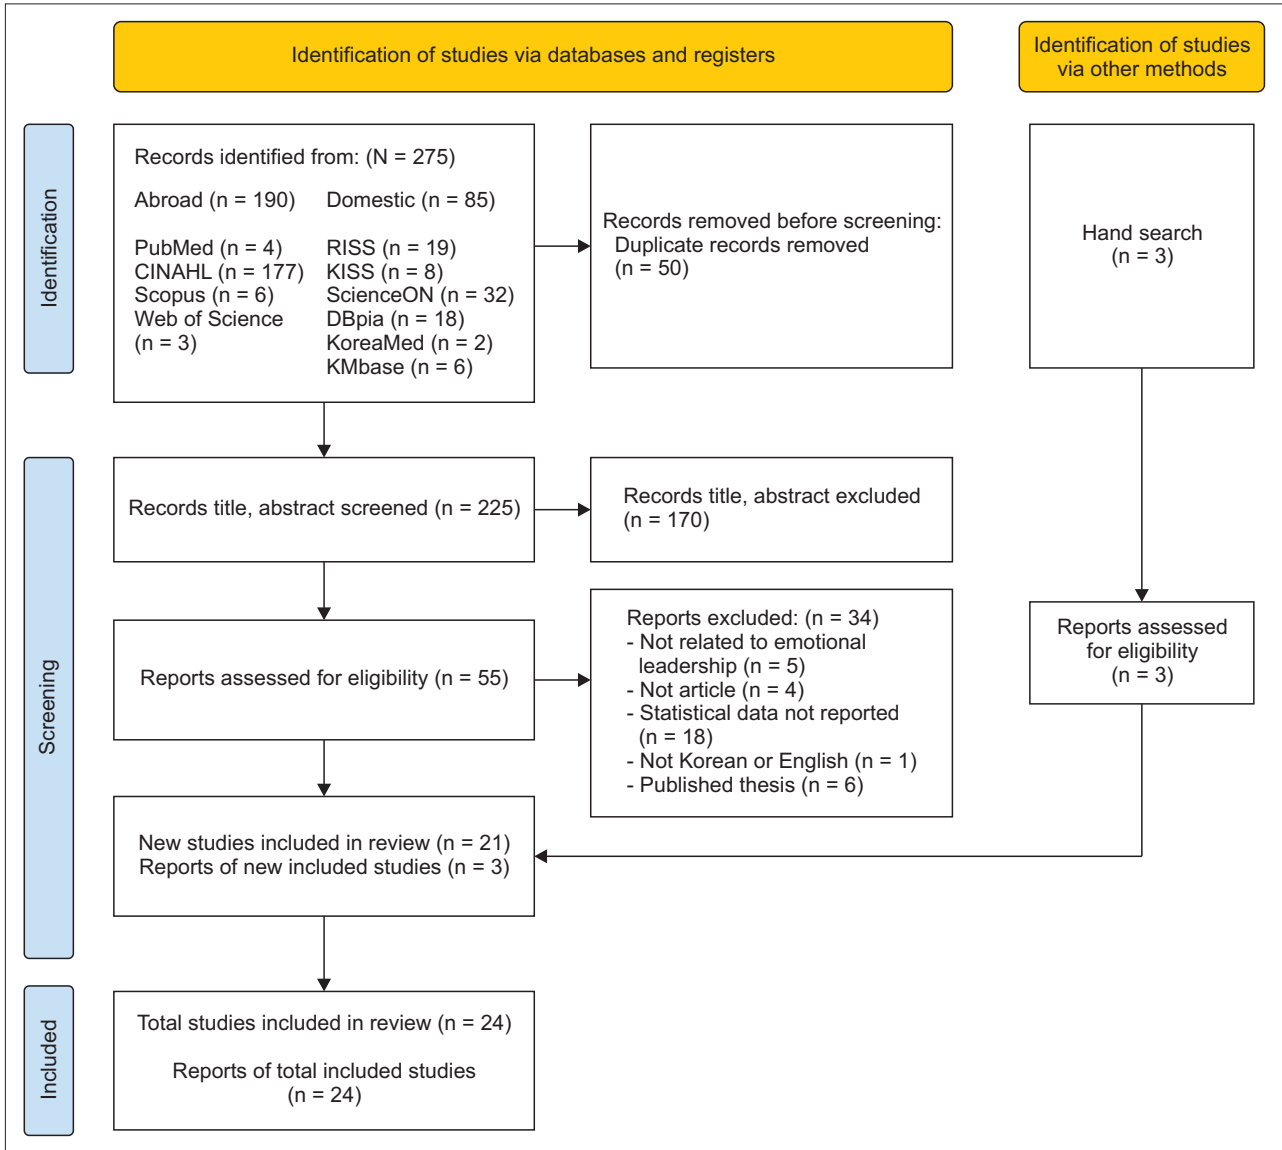 Identification of studies via databases and registers
Identification of studies
via other methods
Identification
Records identified from: (N = 275)
Abroad (n = 190)
Domestic (n = 85)
PubMed (n = 4)
CINAHL (n = 177)
Scopus (n = 6)
Web of Science
(n = 3)
RISS (n = 19)
KISS (n = 8)
ScienceON (n = 32)
DBpia (n = 18)
KoreaMed (n = 2)
KMbase (n = 6)
Records removed before screening:
Duplicate records removed
(n = 50)
Hand search
(n = 3)
Screening
Records title, abstract screened (n = 225)
Records title, abstract excluded
(n = 170)
Reports assessed for eligibility (n = 55)
Reports excluded: (n = 34)
- Not related to emotional
leadership (n = 5)
- Not article (n = 4)
- Statistical data not reported
(n = 18)
- Not Korean or English (n = 1)
- Published thesis (n = 6)
Reports assessed
for eligibility
(n = 3)
New studies included in review (n = 21)
Reports of new included studies (n = 3)
Included
Total studies included in review (n = 24)
Reports of total included studies
(n = 24)